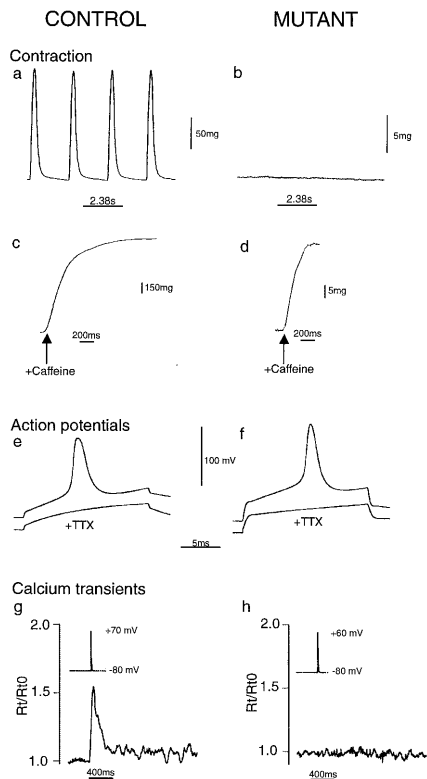 CONTROL MUTANT
Contraction
a b
50mg 5mg
2.38s 2.38s
c d
150mg 5mg
200ms 200ms
+Caffeine +Caffeine
Action potentials
e f
100 mV
+TTX +TTX
5ms
Calcium transients
g h
2.0 2.0
+70 mV +60 mV
-80 mV -80 mV
Rt/Rt0 Rt/Rt0
1.5 1.5
1.0 1.0
400ms 400ms